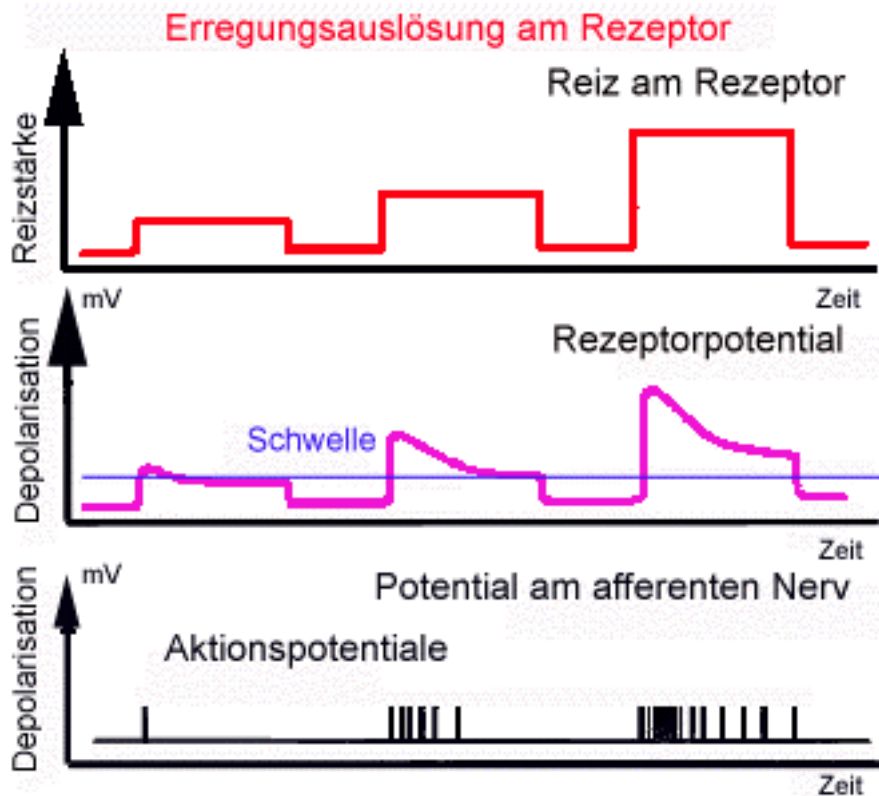 Erregungsauslösung am Rezeptor
Reiz am Rezeptor
Reizstärke
Zeit
mV
Rezeptorpotential
Depolarisation
Schwelle
Zeit
mV
Potential am afferenten Nerv
Depolarisation
Aktionspotentiale
Zeit